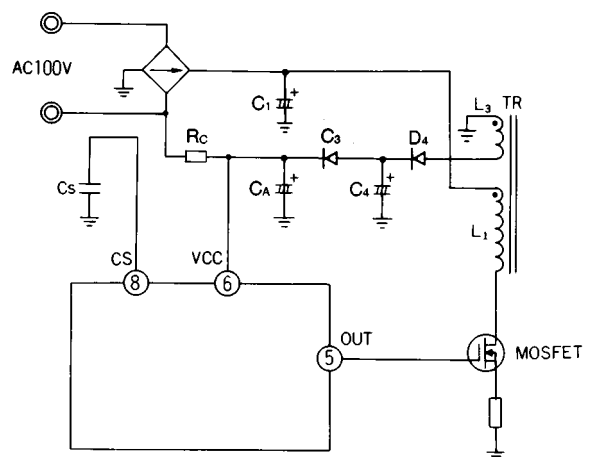 AC100V
C1
+
L3
TR
RC
C3
D4
CA
+
C4
+
CS
L1
CS
VCC
8
6
OUT
5
MOSFET